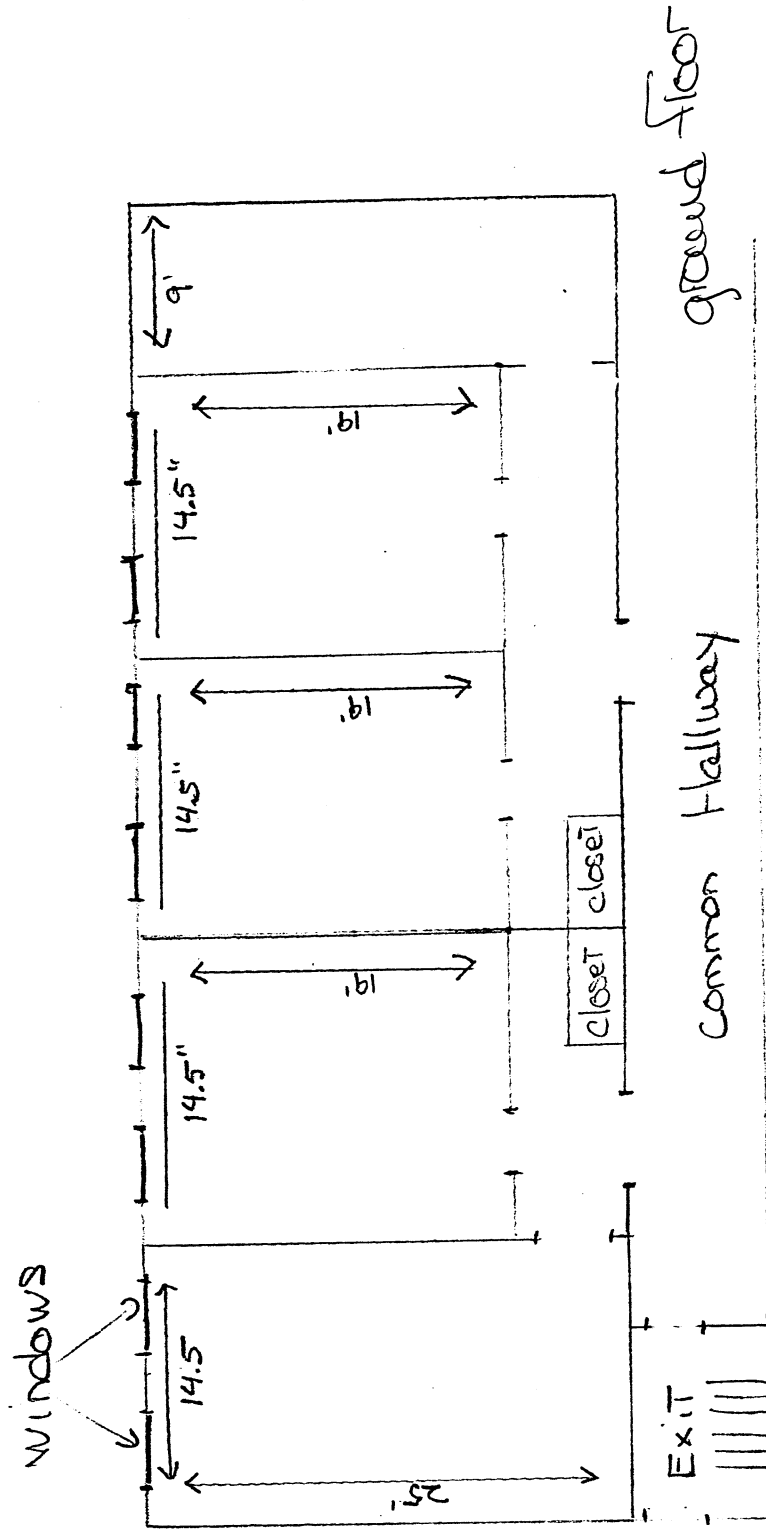 Windows
14.5
25'
14.5"
19'
14.5"
19'
14.5"
19'
9'
closet
closet
EXiT
Common Hallway
ground floor